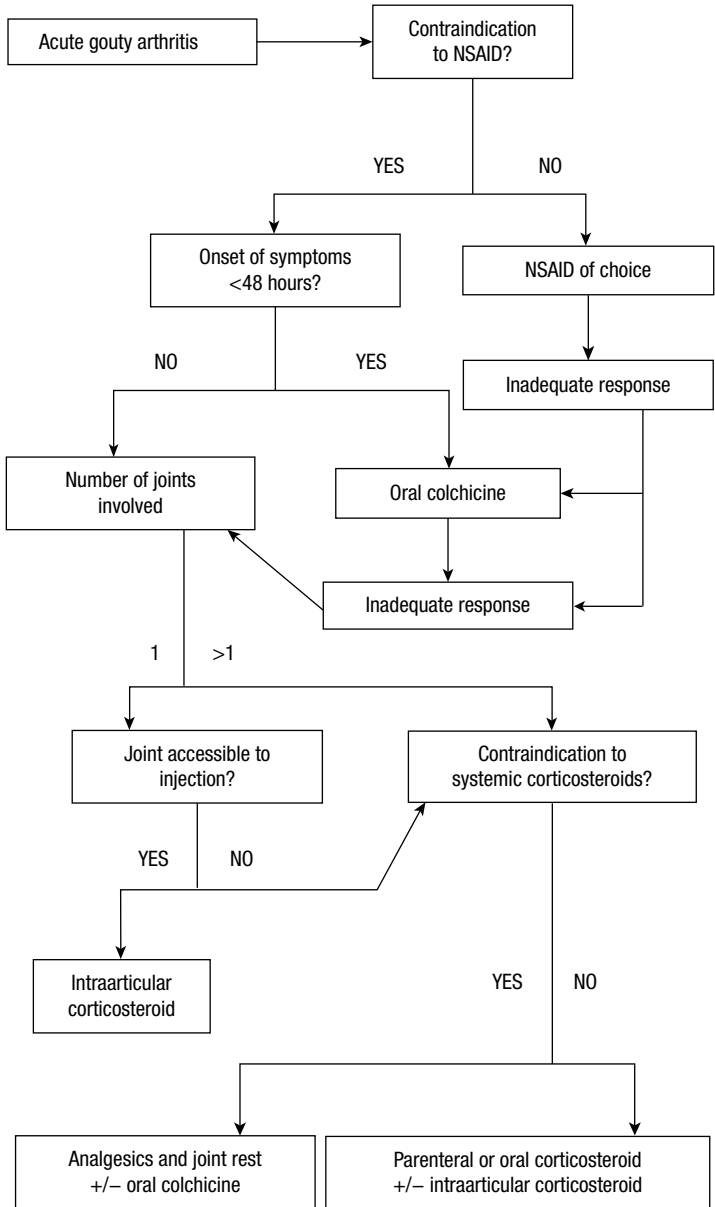 Acute gouty arthritis
Contraindication
to NSAID?
YES
NO
Onset of symptoms
<48 hours?
NSAID of choice
NO
YES
Inadequate response
Number of joints
involved
Oral colchicine
Inadequate response
1
>1
Joint accessible to
injection?
Contraindication to
systemic corticosteroids?
YES
NO
Intraarticular
corticosteroid
YES
NO
Analgesics and joint rest
+/− oral colchicine
Parenteral or oral corticosteroid
+/− intraarticular corticosteroid